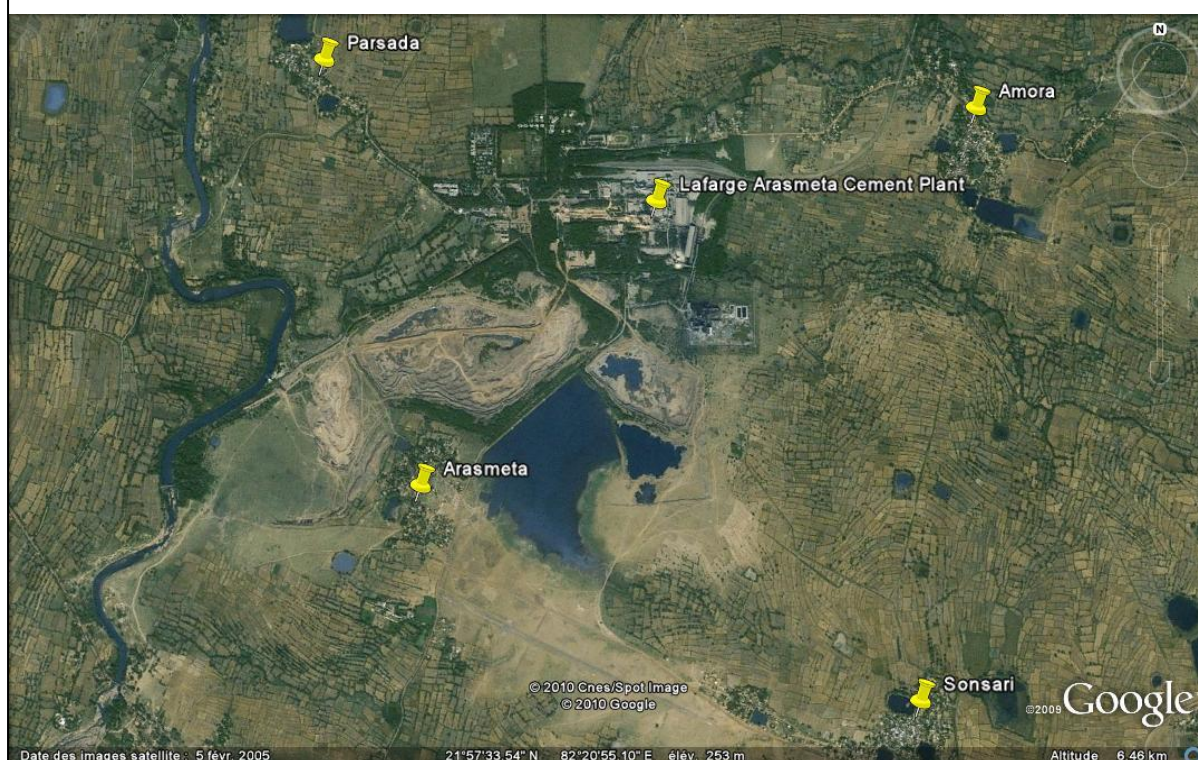 N
Parsada
Amora
Lafarge Arasmeta Cement Plant
Arasmeta
Sonsari
© 2010 Cnes/Spot Image
© 2010 Google
©2009 Google
Date des images satellite : 5 févr. 2005 21°57'33.54" N 82°20'55.10" E élév. 253 m Altitude 6.46 km